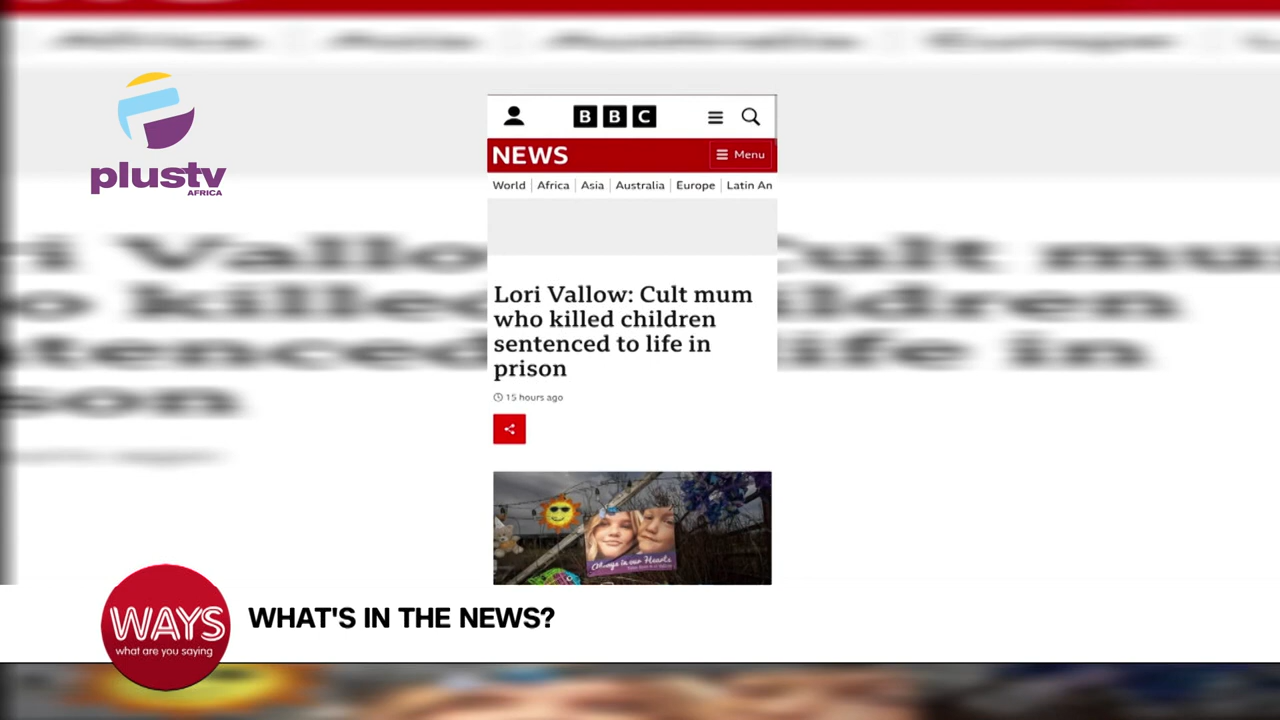 plustv
AFRICA
BBC
NEWS
Menu
World Africa Asia Australia Europe Latin An
Lori Vallow: Cult mum
who killed children
sentenced to life in
prison
15 hours ago
Always in our Hearts
WAYS
what are you saying
WHAT'S IN THE NEWS?